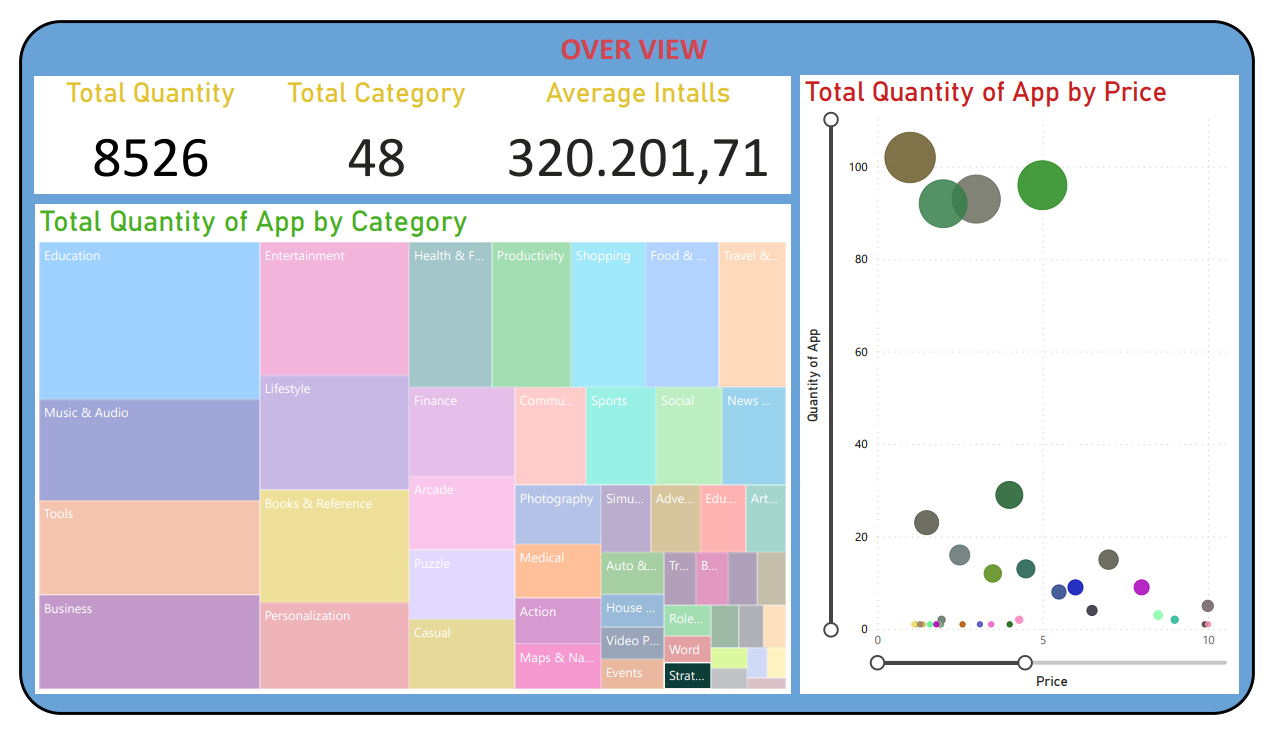 OVER VIEW
Total Quantity
Total Category
Average Intalls
8526
48
320.201,71
Total Quantity of App by Category
Education
Entertainment
Health & F...
Productivity
Shopping
Food & ...
Travel &...
Lifestyle
Finance
Commu...
Sports
Social
News ...
Music & Audio
Arcade
Books & Reference
Photography
Simu...
Adve...
Edu...
Art...
Tools
Puzzle
Medical
Auto &...
Tr...
B...
Business
Personalization
Casual
Action
House ...
Role...
Video P...
Word
Maps & Na...
Events
Strat...
Total Quantity of App by Price
Quantity of App
100
80
60
40
20
0
0
5
10
Price